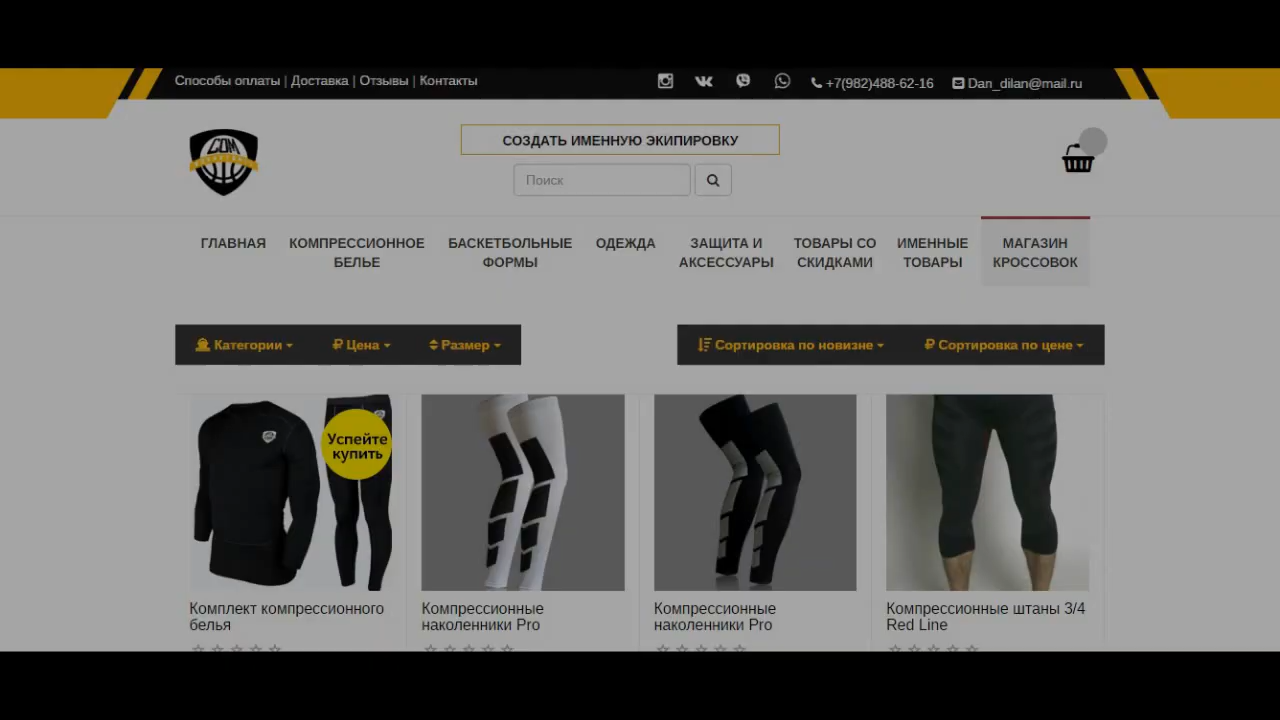 Способы оплаты | Доставка | Отзывы | Контакты
+7(982)488-62-16
Dan_dilan@mail.ru
COM
СОЗДАТЬ ИМЕННУЮ ЭКИПИРОВКУ
Поиск
ГЛАВНАЯ
КОМПРЕССИОННОЕ
БЕЛЬЕ
БАСКЕТБОЛЬНЫЕ
ФОРМЫ
ОДЕЖДА
ЗАЩИТА И
АКСЕССУАРЫ
ТОВАРЫ СО
СКИДКАМИ
ИМЕННЫЕ
ТОВАРЫ
МАГАЗИН
КРОССОВОК
Категории
Цена
Размер
Сортировка по новизне
Сортировка по цене
Успейте
купить
Комплект компрессионного
белья
Компрессионные
наколенники Pro
Компрессионные
наколенники Pro
Компрессионные штаны 3/4
Red Line